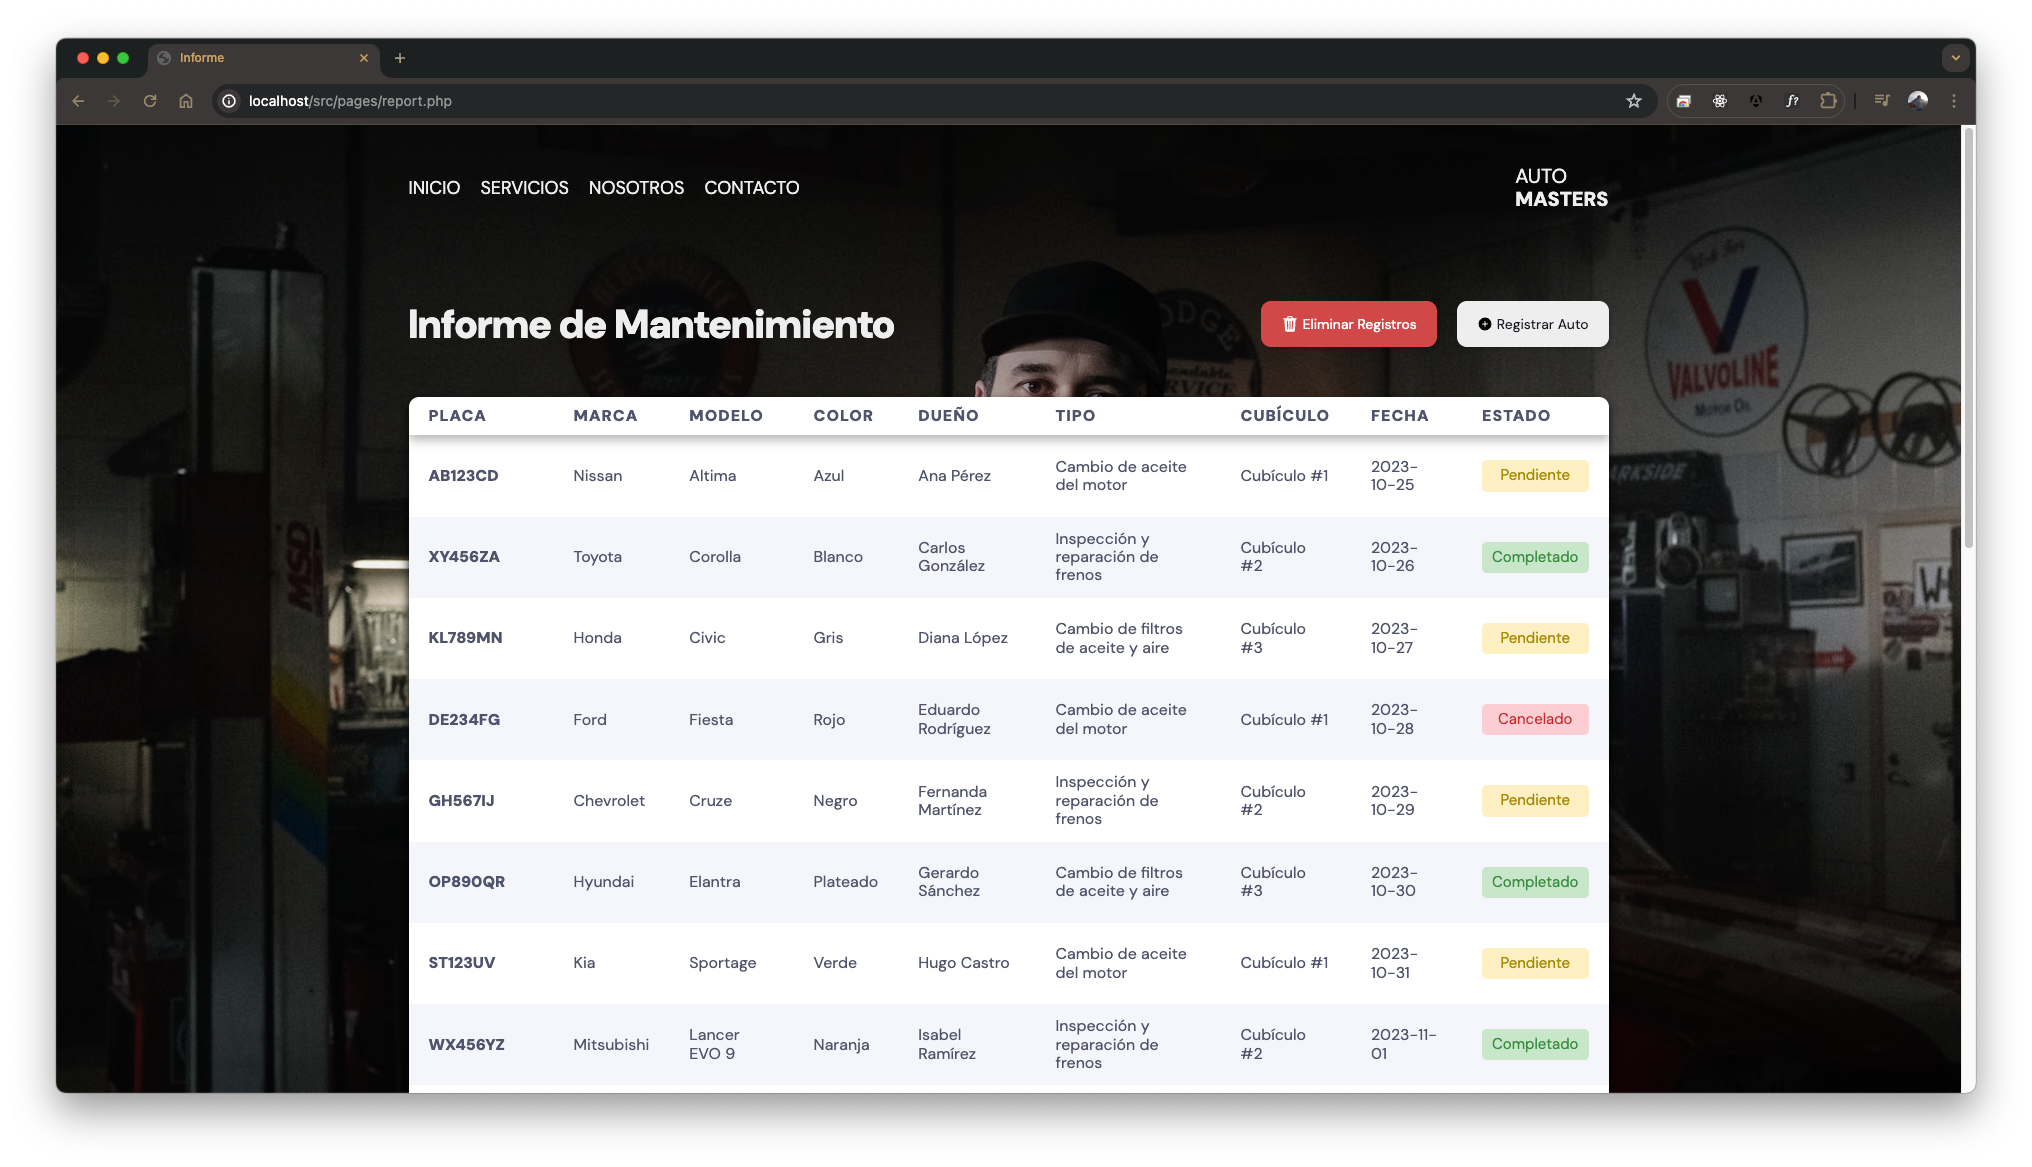 Informe
localhost/src/pages/report.php
INICIO SERVICIOS NOSOTROS CONTACTO
AUTO
MASTERS
Informe de Mantenimiento
Eliminar Registros
Registrar Auto
VALVOLINE
Motor Oil
DODGE
SERVICE
MSD
PLACA MARCA MODELO COLOR DUEÑO TIPO CUBÍCULO FECHA ESTADO
AB123CD Nissan Altima Azul Ana Pérez Cambio de aceite del motor Cubículo #1 2023-10-25 Pendiente
XY456ZA Toyota Corolla Blanco Carlos González Inspección y reparación de frenos Cubículo #2 2023-10-26 Completado
KL789MN Honda Civic Gris Diana López Cambio de filtros de aceite y aire Cubículo #3 2023-10-27 Pendiente
DE234FG Ford Fiesta Rojo Eduardo Rodríguez Cambio de aceite del motor Cubículo #1 2023-10-28 Cancelado
GH567IJ Chevrolet Cruze Negro Fernanda Martínez Inspección y reparación de frenos Cubículo #2 2023-10-29 Pendiente
OP890QR Hyundai Elantra Plateado Gerardo Sánchez Cambio de filtros de aceite y aire Cubículo #3 2023-10-30 Completado
ST123UV Kia Sportage Verde Hugo Castro Cambio de aceite del motor Cubículo #1 2023-10-31 Pendiente
WX456YZ Mitsubishi Lancer EVO 9 Naranja Isabel Ramírez Inspección y reparación de frenos Cubículo #2 2023-11-01 Completado